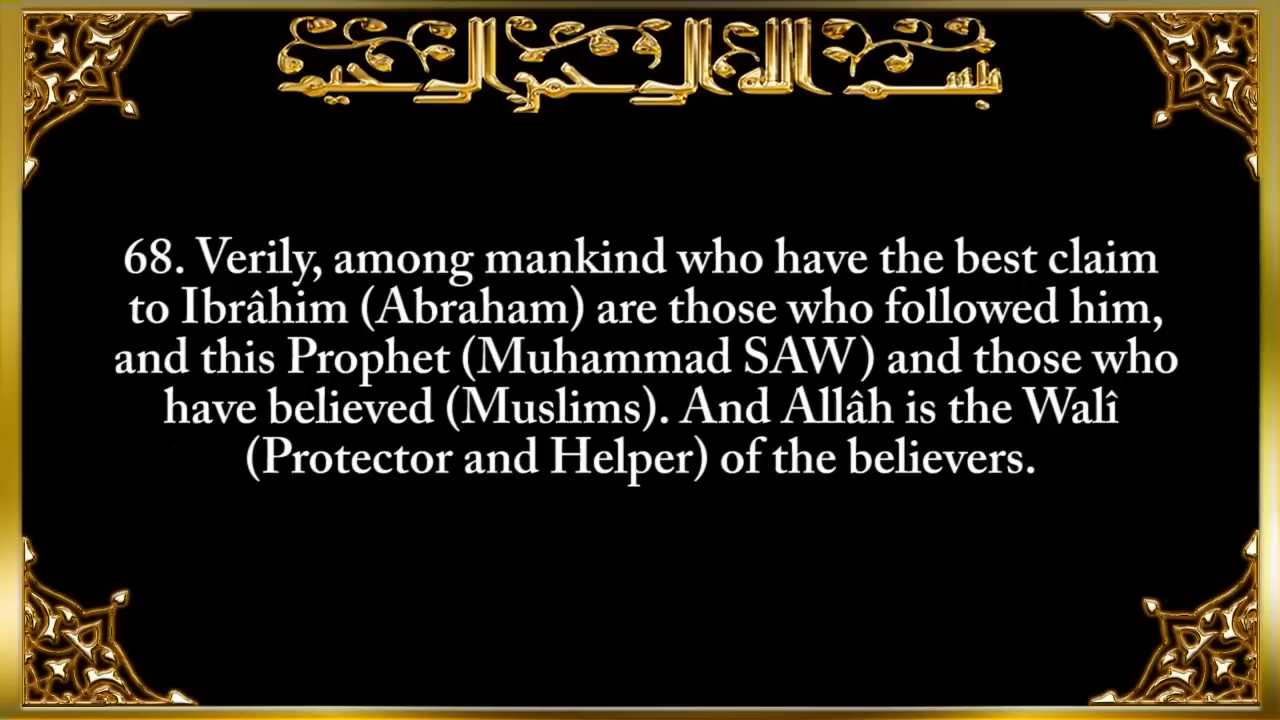 بسم الله الرحمن الرحيم
68. Verily, among mankind who have the best claim
to Ibrâhim (Abraham) are those who followed him,
and this Prophet (Muhammad SAW) and those who
have believed (Muslims). And Allâh is the Walî
(Protector and Helper) of the believers.